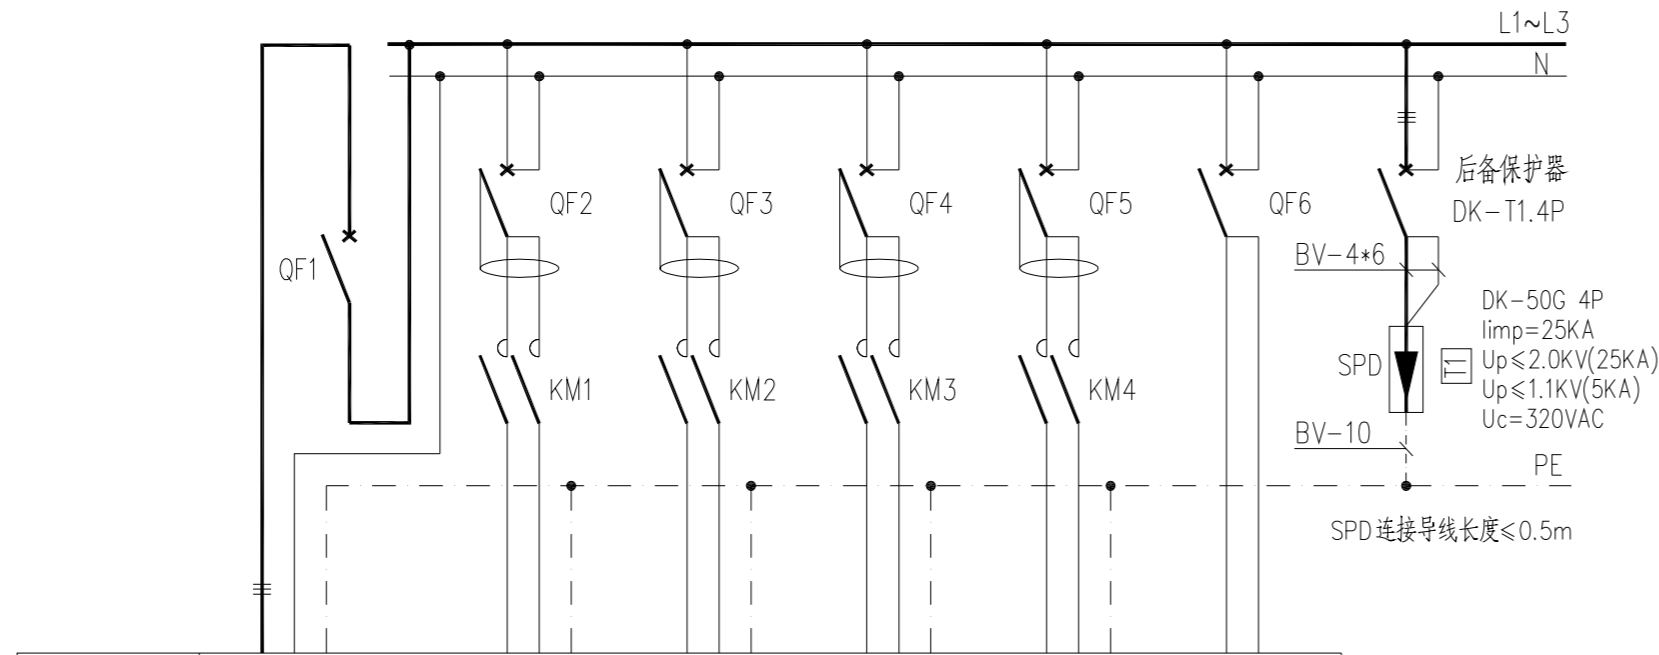 L1~L3
N
后备保护器
DK-T1.4P
QF2
QF3
QF4
QF5
QF6
QF1
BV-4*6
DK-50G 4P
Iimp=25KA
Up≤2.0KV(25KA)
Up≤1.1KV(5KA)
Uc=320VAC
SPD
T1
KM1
KM2
KM3
KM4
BV-10
PE
SPD连接导线长度≤0.5m